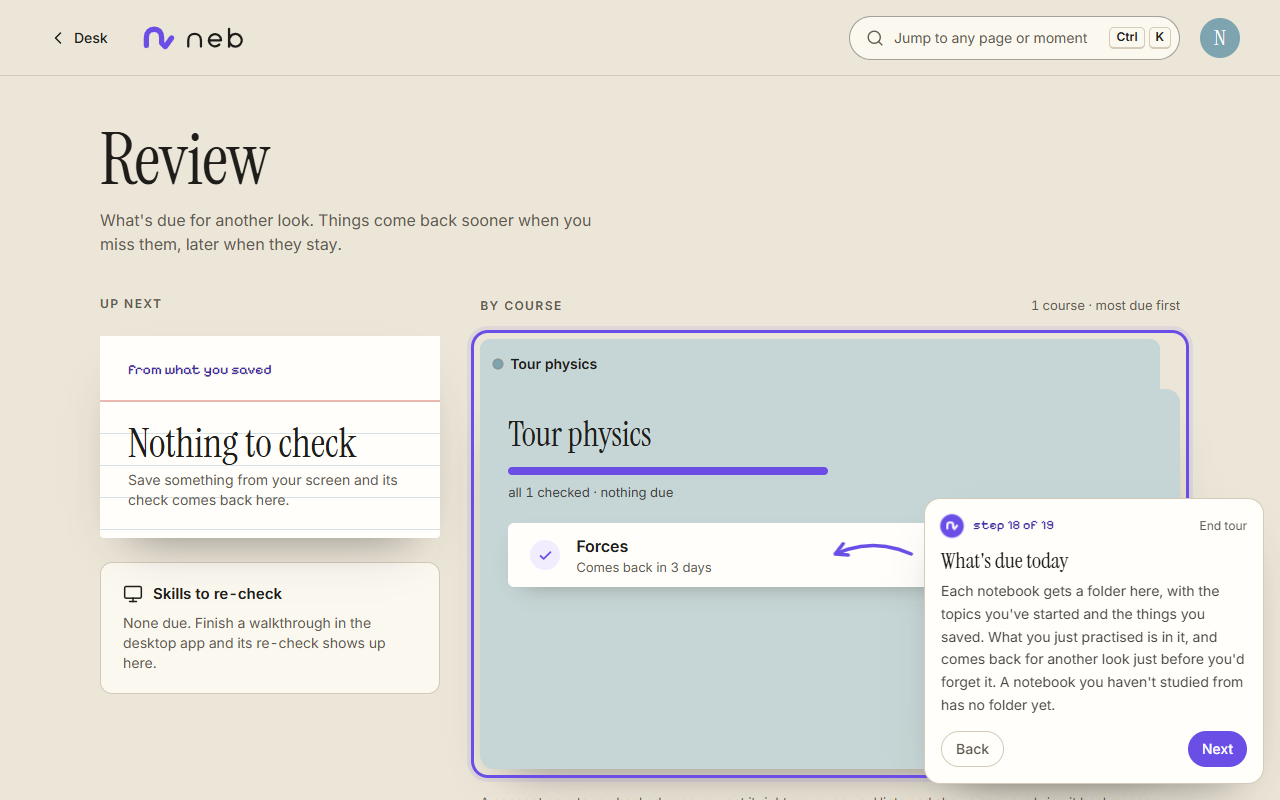 Desk
neb
Jump to any page or moment
Ctrl
K
N
Review
What's due for another look. Things come back sooner when you
miss them, later when they stay.
UP NEXT
BY COURSE
1 course · most due first
From what you saved
Nothing to check
Save something from your screen and its
check comes back here.
Skills to re-check
None due. Finish a walkthrough in the
desktop app and its re-check shows up
here.
Tour physics
Tour physics
all 1 checked · nothing due
Forces
Comes back in 3 days
step 18 of 19
End tour
What's due today
Each notebook gets a folder here, with the
topics you've started and the things you
saved. What you just practised is in it, and
comes back for another look just before you'd
forget it. A notebook you haven't studied from
has no folder yet.
Back
Next